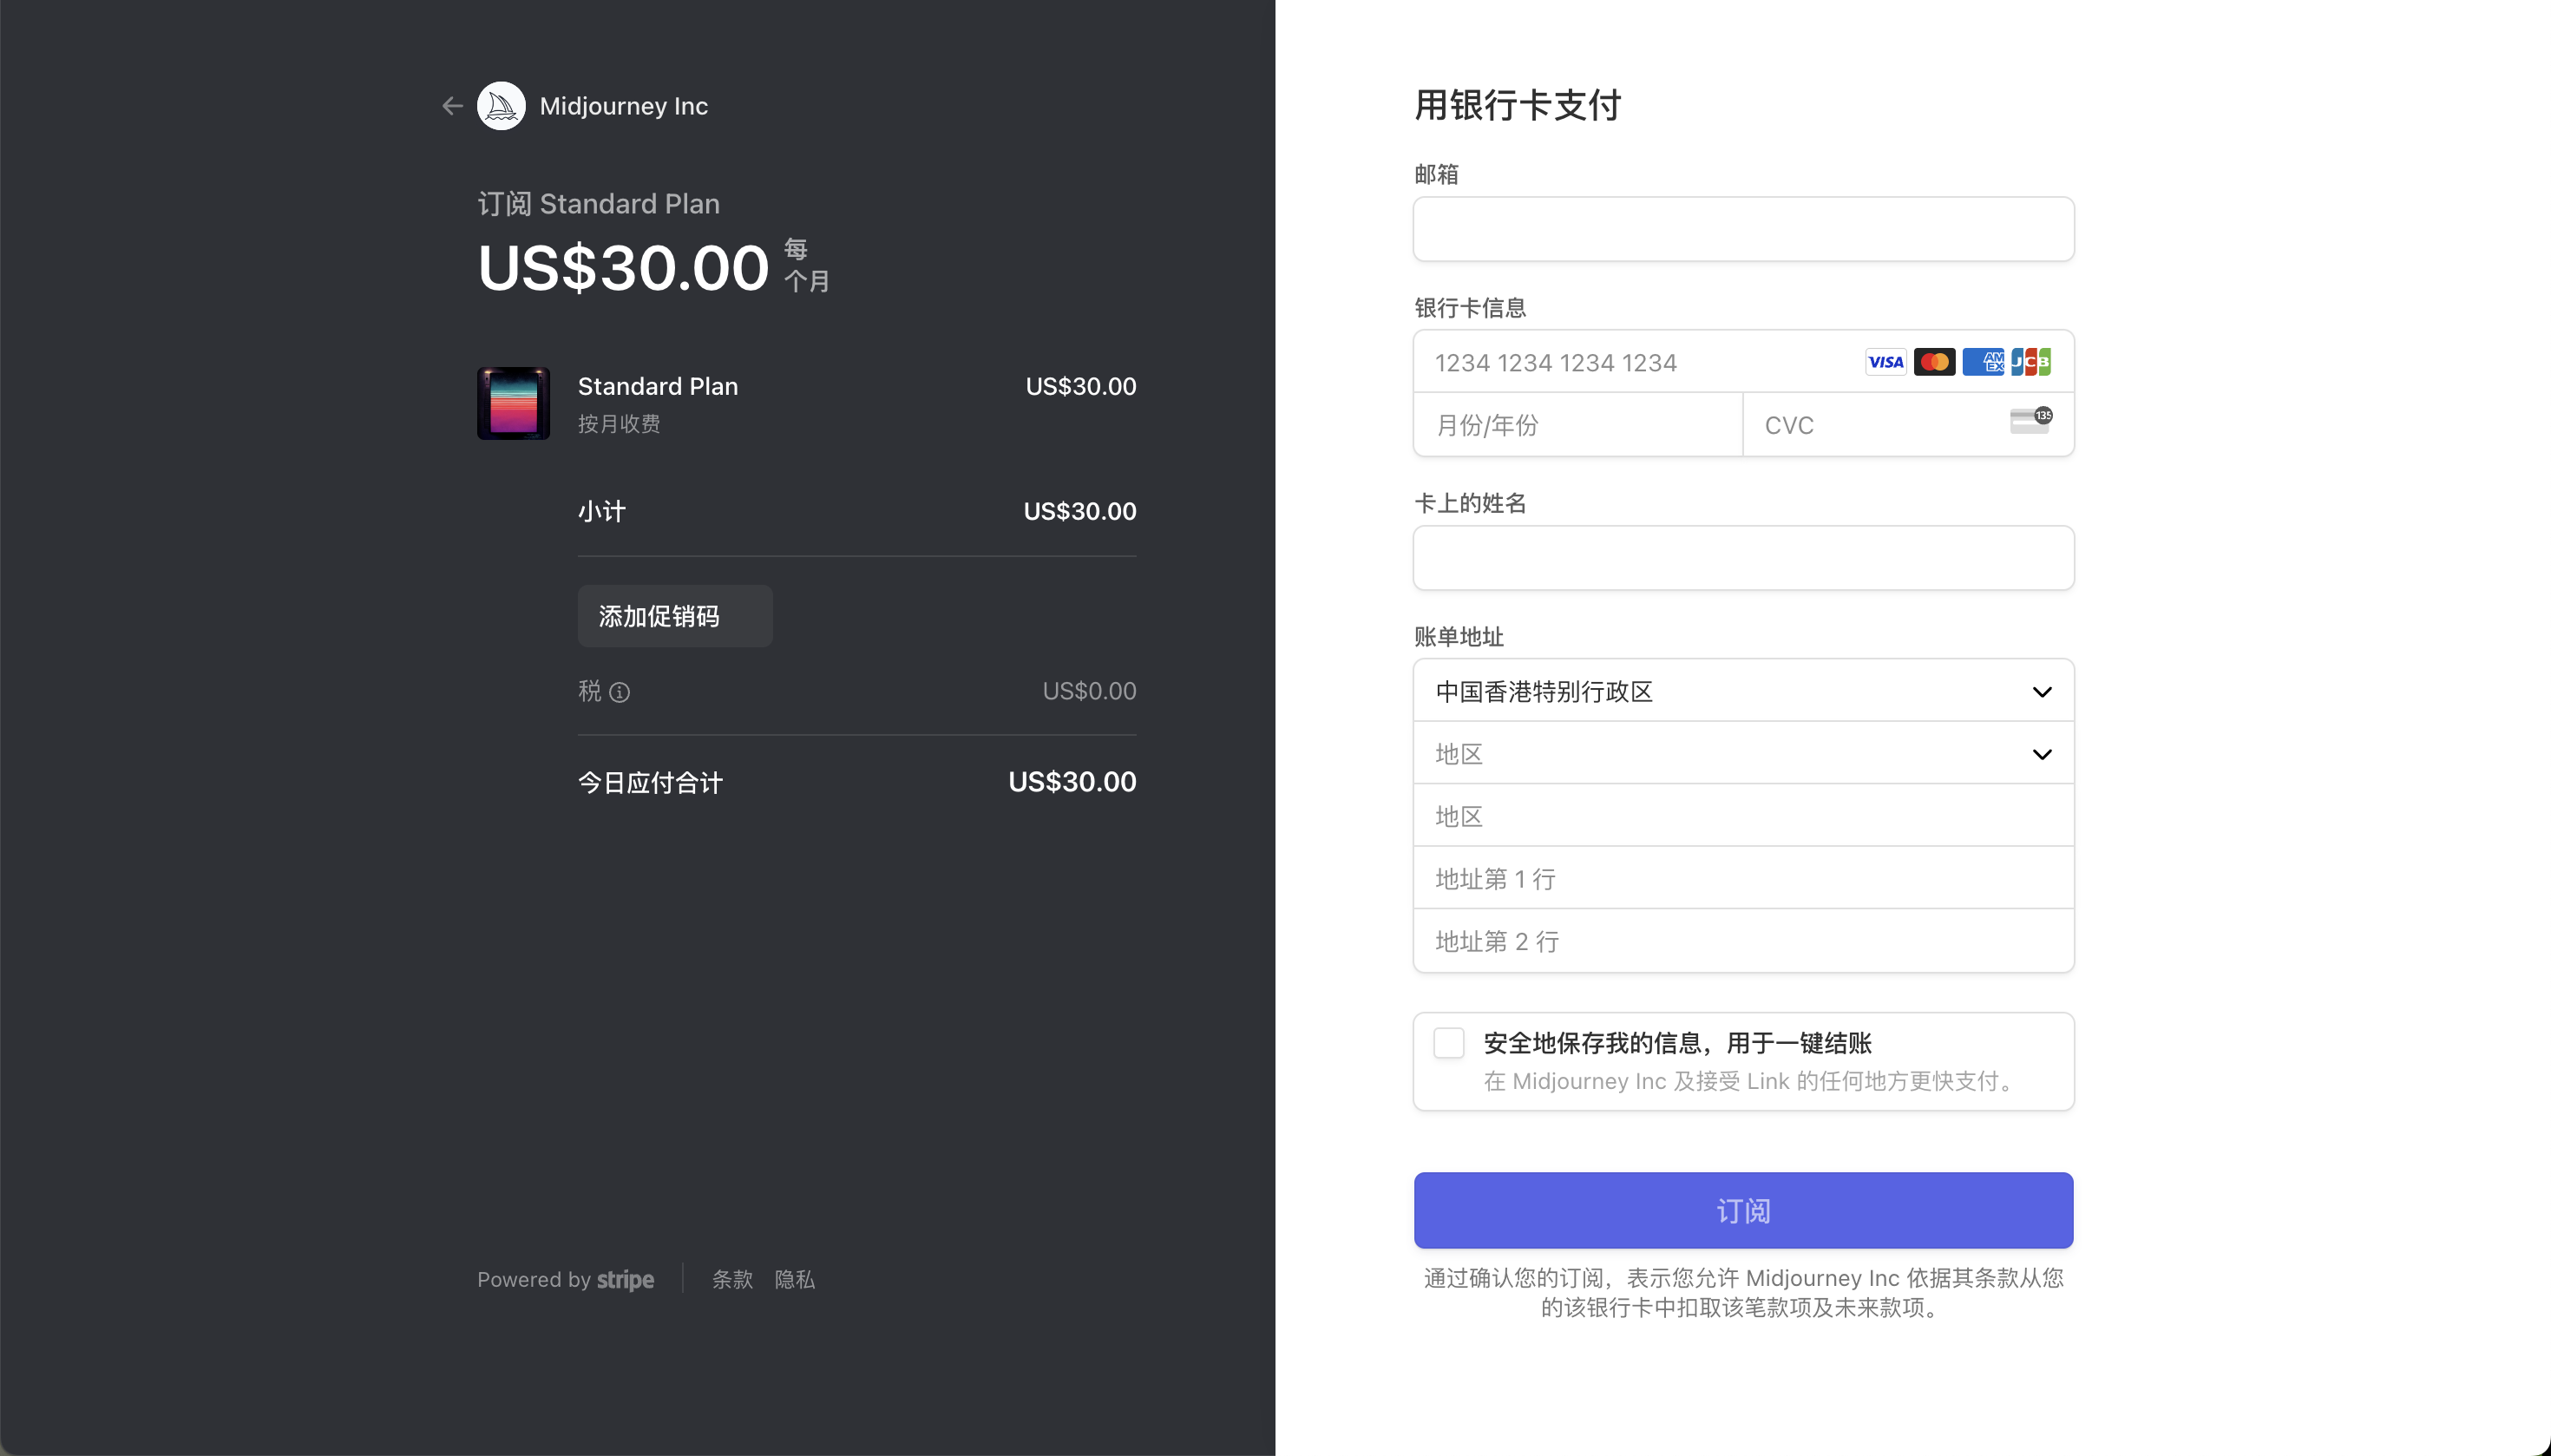 Midjourney Inc
订阅 Standard Plan
US$30.00 每
个月
Standard Plan US$30.00
按月收费
小计 US$30.00
添加促销码
税 US$0.00
今日应付合计 US$30.00
Powered by stripe 条款 隐私
用银行卡支付
邮箱
银行卡信息
1234 1234 1234 1234 VISA AMEX JCB
月份/年份 CVC 135
卡上的姓名
账单地址
中国香港特别行政区
地区
地区
地址第 1 行
地址第 2 行
安全地保存我的信息，用于一键结账
在 Midjourney Inc 及接受 Link 的任何地方更快支付。
订阅
通过确认您的订阅，表示您允许 Midjourney Inc 依据其条款从您
的该银行卡中扣取该笔款项及未来款项。